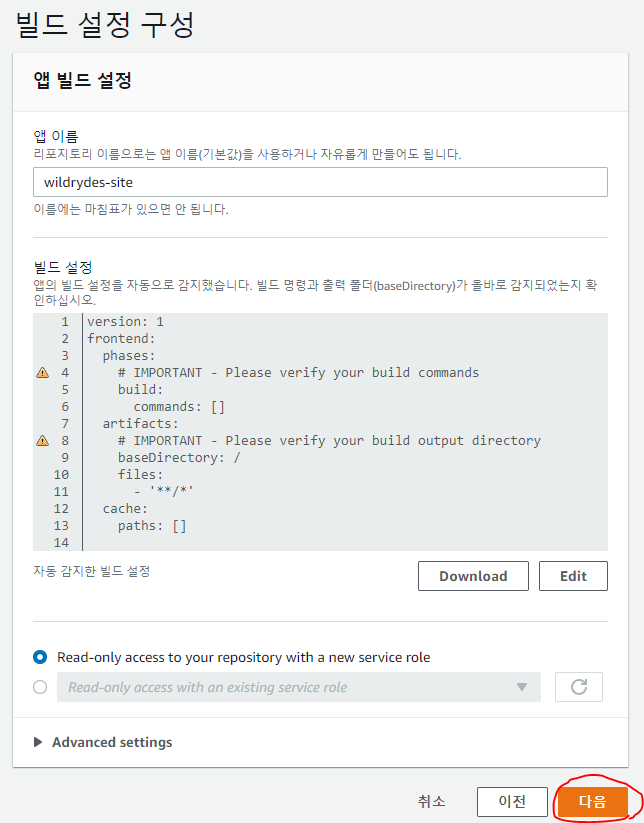 빌드 설정 구성
앱 빌드 설정
앱 이름
리포지토리 이름으로는 앱 이름(기본값)을 사용하거나 자유롭게 만들어도 됩니다.
wildrydes-site
이름에는 마침표가 있으면 안 됩니다.
빌드 설정
앱의 빌드 설정을 자동으로 감지했습니다. 빌드 명령과 출력 폴더(baseDirectory)가 올바로 감지되었는지 확
인하십시오.
1 version: 1
2 frontend:
3   phases:
4     # IMPORTANT - Please verify your build commands
5     build:
6       commands: []
7   artifacts:
8     # IMPORTANT - Please verify your build output directory
9     baseDirectory: /
10     files:
11       - '**/*'
12   cache:
13     paths: []
14
자동 감지한 빌드 설정
Download Edit
Read-only access to your repository with a new service role
Read-only access with an existing service role
Advanced settings
취소 이전 다음